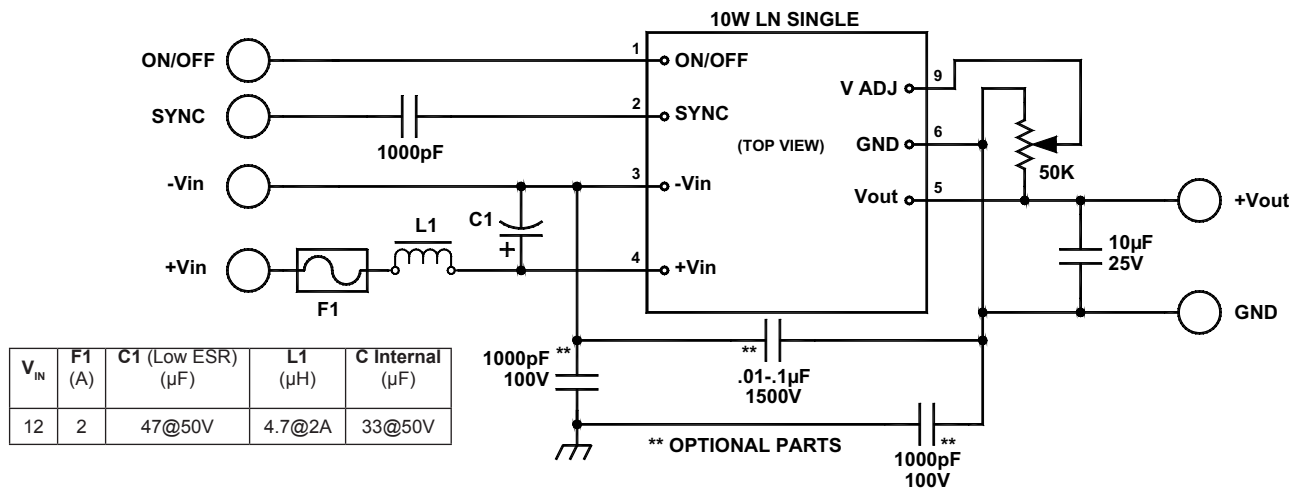 10W LN SINGLE
ON/OFF
1
ON/OFF
V ADJ
9
SYNC
2
SYNC
1000pF
(TOP VIEW)
GND
6
50K
-Vin
3
-Vin
Vout
5
+Vout
C1
+
L1
10µF
25V
+Vin
4
+Vin
F1
GND
1000pF **
100V
**
.01-.1µF
1500V
** OPTIONAL PARTS
**
1000pF
100V
VIN F1 (A) C1 (Low ESR) (µF) L1 (µH) C Internal (µF)
12 2 47@50V 4.7@2A 33@50V